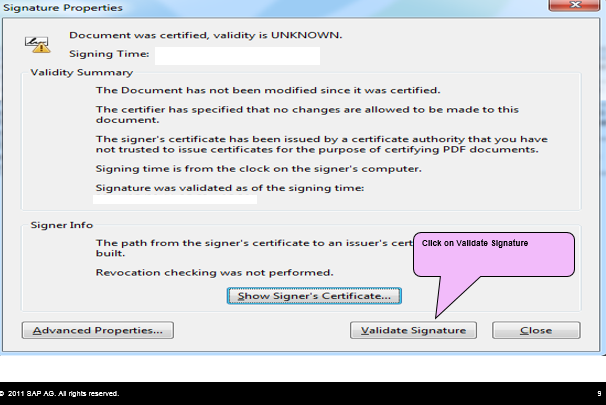 Signature Properties
Document was certified, validity is UNKNOWN.
Signing Time:
Validity Summary
The Document has not been modified since it was certified.
The certifier has specified that no changes are allowed to be made to this
document.
The signer's certificate has been issued by a certificate authority that you have
not trusted to issue certificates for the purpose of certifying PDF documents.
Signing time is from the clock on the signer's computer.
Signature was validated as of the signing time:
Signer Info
The path from the signer's certificate to an issuer's
built.
Click on Validate Signature
Revocation checking was not performed.
Show Signer's Certificate...
Advanced Properties...
Validate Signature
Close
© 2011 SAP AG. All rights reserved.
9